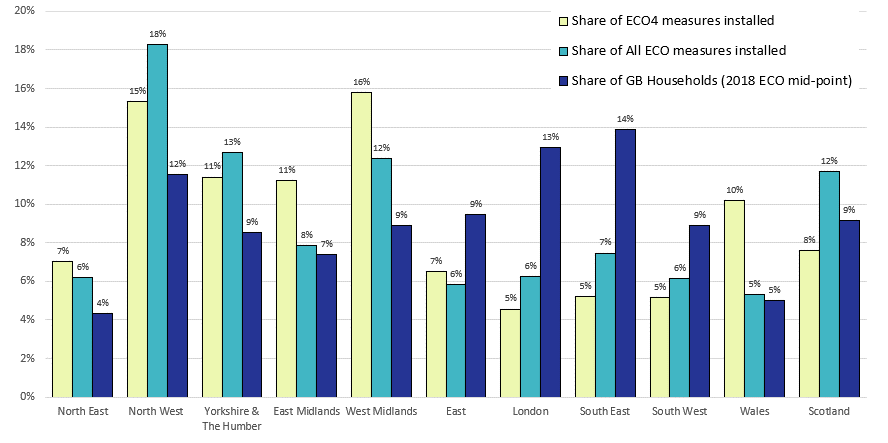 20%
18%
16%
14%
12%
10%
8%
6%
4%
2%
0%
Share of ECO4 measures installed
Share of All ECO measures installed
Share of GB Households (2018 ECO mid-point)
7%
6%
4%
15%
18%
12%
11%
13%
9%
11%
8%
7%
16%
12%
9%
7%
6%
9%
5%
6%
13%
5%
7%
14%
5%
6%
9%
10%
5%
5%
8%
12%
9%
North East
North West
Yorkshire &
The Humber
East Midlands
West Midlands
East
London
South East
South West
Wales
Scotland